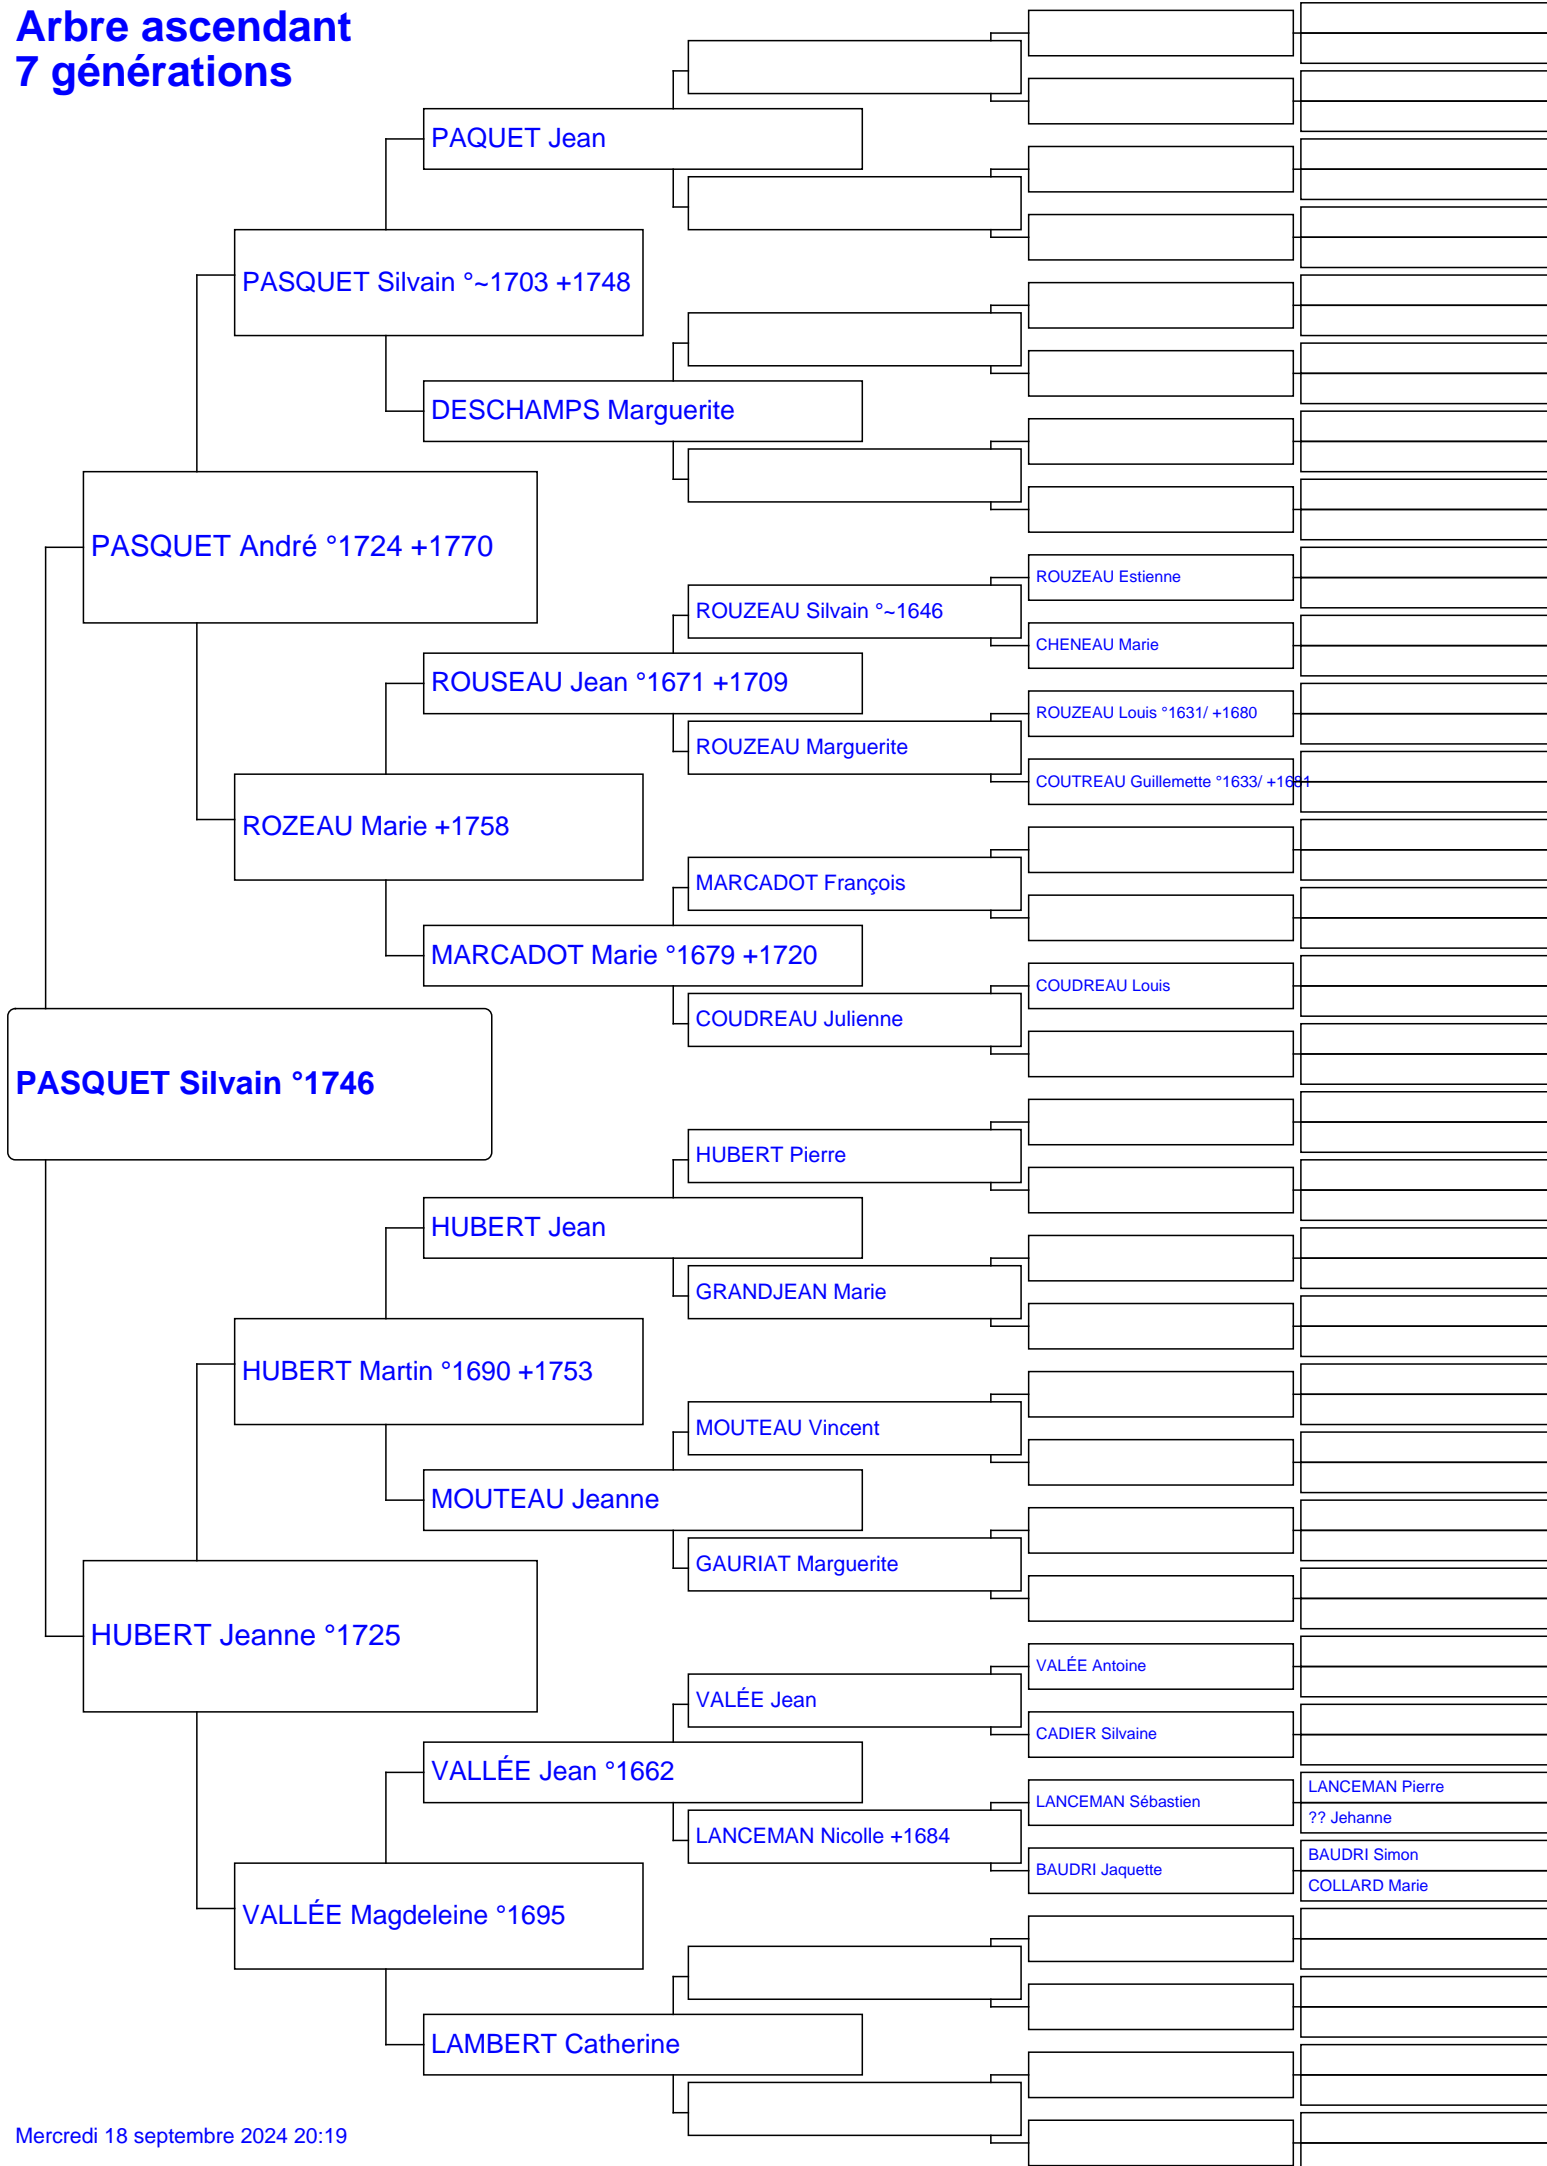 Arbre ascendant
7 générations
PAQUET Jean
PASQUET Silvain °~1703 +1748
DESCHAMPS Marguerite
PASQUET André °1724 +1770
ROUZEAU Estienne
ROUZEAU Silvain °~1646
CHENEAU Marie
ROUSEAU Jean °1671 +1709
ROUZEAU Louis °1631/ +1680
ROUZEAU Marguerite
COUTREAU Guillemette °1633/ +1681
ROZEAU Marie +1758
MARCADOT François
MARCADOT Marie °1679 +1720
COUDREAU Louis
COUDREAU Julienne
PASQUET Silvain °1746
HUBERT Pierre
HUBERT Jean
GRANDJEAN Marie
HUBERT Martin °1690 +1753
MOUTEAU Vincent
MOUTEAU Jeanne
GAURIAT Marguerite
HUBERT Jeanne °1725
VALÉE Antoine
VALÉE Jean
CADIER Silvaine
VALLÉE Jean °1662
LANCEMAN Pierre
LANCEMAN Sébastien
?? Jehanne
LANCEMAN Nicolle +1684
BAUDRI Simon
BAUDRI Jaquette
COLLARD Marie
VALLÉE Magdeleine °1695
LAMBERT Catherine
Mercredi 18 septembre 2024 20:19